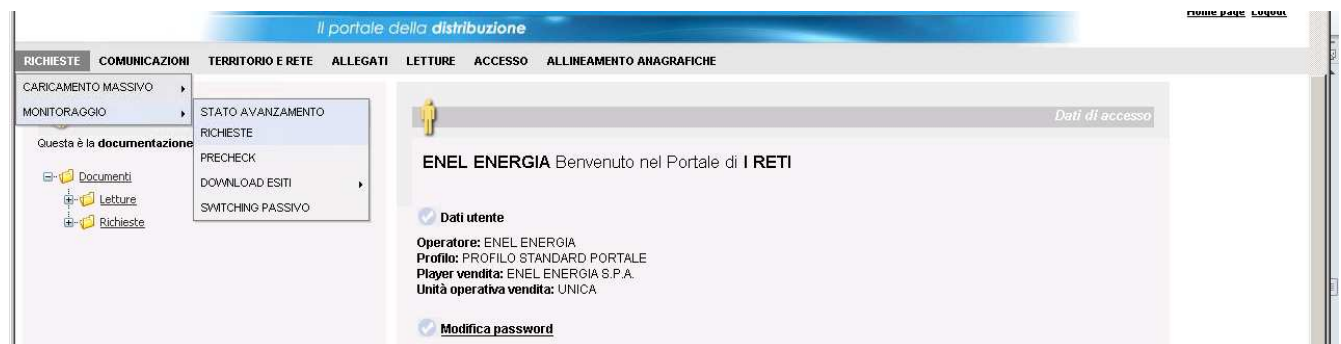 Home page Logout
Il portale della distribuzione
RICHIESTE COMUNICAZIONI TERRITORIO E RETE ALLEGATI LETTURE ACCESSO ALLINEAMENTO ANAGRAFICHE
CARICAMENTO MASSIVO
MONITORAGGIO
STATO AVANZAMENTO
RICHIESTE
PRECHECK
DOWNLOAD ESITI
SWITCHING PASSIVO
Questa è la documentazione
Documenti
Letture
Richieste
Dati di accesso
ENEL ENERGIA Benvenuto nel Portale di I RETI
Dati utente
Operatore: ENEL ENERGIA
Profilo: PROFILO STANDARD PORTALE
Player vendita: ENEL ENERGIA S.P.A.
Unità operativa vendita: UNICA
Modifica password